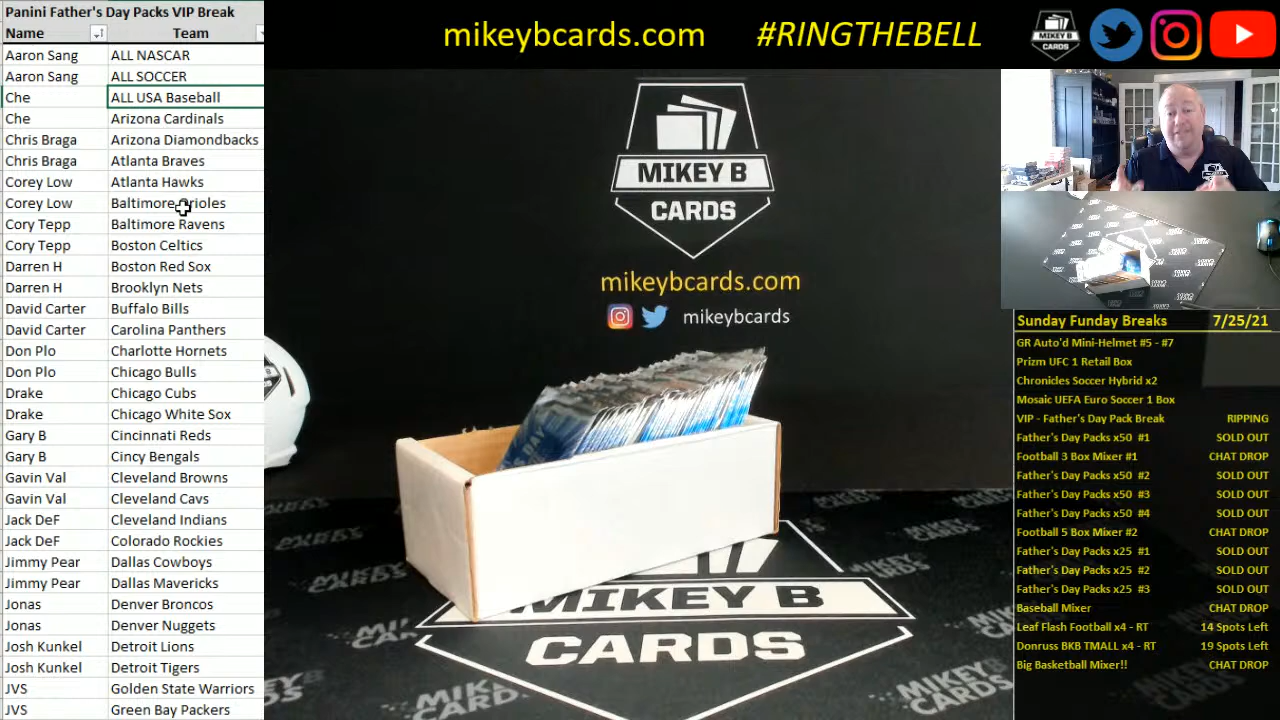 Panini Father's Day Packs VIP Break
Name Team
Aaron Sang ALL NASCAR
Aaron Sang ALL SOCCER
Che ALL USA Baseball
Che Arizona Cardinals
Chris Braga Arizona Diamondbacks
Chris Braga Atlanta Braves
Corey Low Atlanta Hawks
Corey Low Baltimore Orioles
Cory Tepp Baltimore Ravens
Cory Tepp Boston Celtics
Darren H Boston Red Sox
Darren H Brooklyn Nets
David Carter Buffalo Bills
David Carter Carolina Panthers
Don Plo Charlotte Hornets
Don Plo Chicago Bulls
Drake Chicago Cubs
Drake Chicago White Sox
Gary B Cincinnati Reds
Gary B Cincy Bengals
Gavin Val Cleveland Browns
Gavin Val Cleveland Cavs
Jack DeF Cleveland Indians
Jack DeF Colorado Rockies
Jimmy Pear Dallas Cowboys
Jimmy Pear Dallas Mavericks
Jonas Denver Broncos
Jonas Denver Nuggets
Josh Kunkel Detroit Lions
Josh Kunkel Detroit Tigers
JVS Golden State Warriors
JVS Green Bay Packers
mikeybcards.com #RINGTHEBELL
MIKEY B
CARDS
MIKEY B
CARDS
mikeybcards.com
mikeybcards
MIKEY B
CARDS
Sunday Funday Breaks 7/25/21
GR Auto'd Mini-Helmet #5 - #7
Prizm UFC 1 Retail Box
Chronicles Soccer Hybrid x2
Mosaic UEFA Euro Soccer 1 Box
VIP - Father's Day Pack Break RIPPING
Father's Day Packs x50 #1 SOLD OUT
Football 3 Box Mixer #1 CHAT DROP
Father's Day Packs x50 #2 SOLD OUT
Father's Day Packs x50 #3 SOLD OUT
Father's Day Packs x50 #4 SOLD OUT
Football 5 Box Mixer #2 CHAT DROP
Father's Day Packs x25 #1 SOLD OUT
Father's Day Packs x25 #2 SOLD OUT
Father's Day Packs x25 #3 SOLD OUT
Baseball Mixer CHAT DROP
Leaf Flash Football x4 - RT 14 Spots Left
Donruss BKB TMALL x4 - RT 19 Spots Left
Big Basketball Mixer!! CHAT DROP